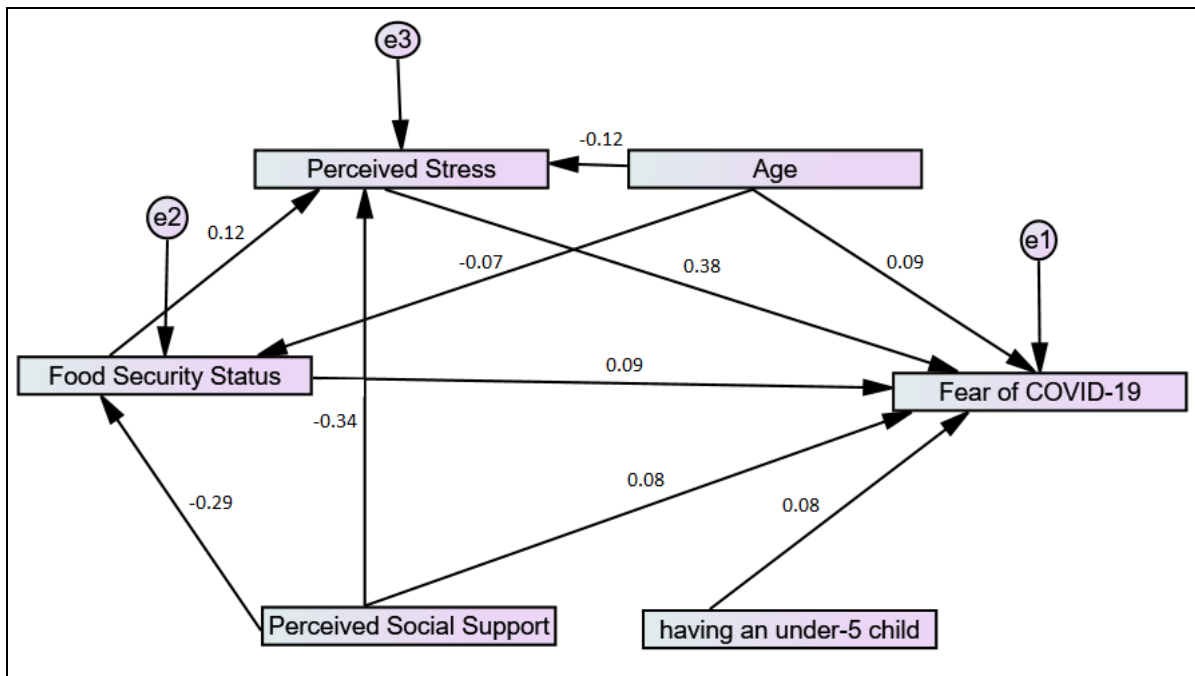 e3
-0.12
Perceived Stress
Age
e2
0.12
e1
-0.07
0.38
0.09
Food Security Status
0.09
Fear of COVID-19
-0.34
0.08
-0.29
0.08
Perceived Social Support
having an under-5 child